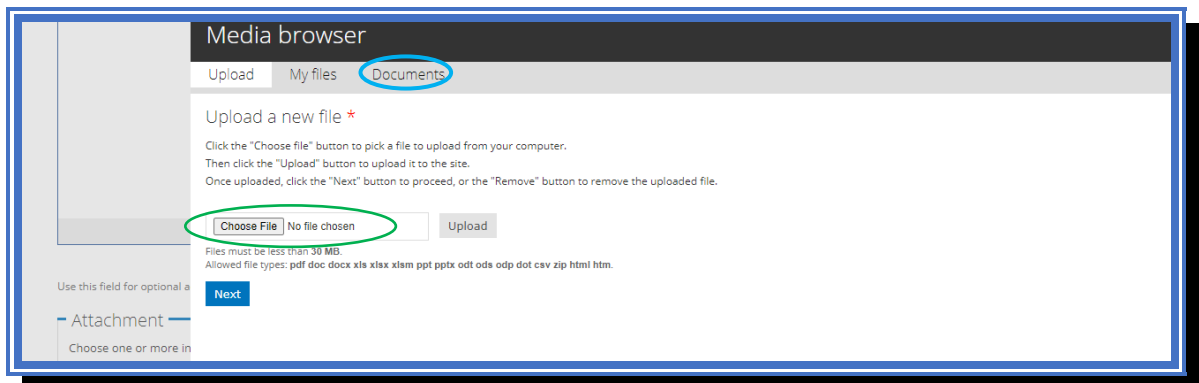 Media browser
Upload My files Documents
Upload a new file *
Click the "Choose file" button to pick a file to upload from your computer.
Then click the "Upload" button to upload it to the site.
Once uploaded, click the "Next" button to proceed, or the "Remove" button to remove the uploaded file.
Choose File No file chosen Upload
Files must be less than 30 MB.
Allowed file types: pdf doc docx xls xlsx xlsm ppt pptx odt ods odp dot csv zip html htm.
Use this field for optional a
Next
Attachment
Choose one or more in